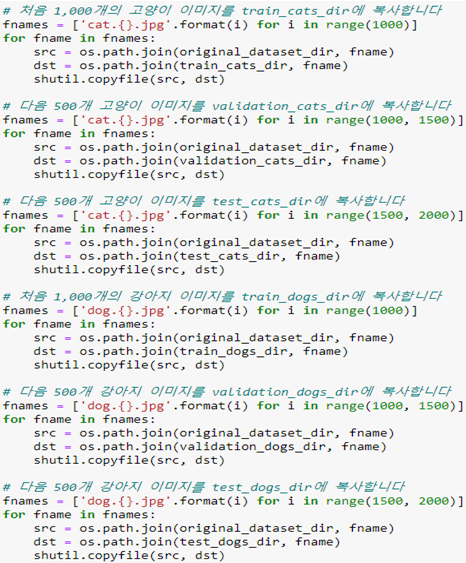 # 처음 1,000개의 고양이 이미지를 train_cats_dir에 복사합니다
fnames = ['cat.{}.jpg'.format(i) for i in range(1000)]
for fname in fnames:
    src = os.path.join(original_dataset_dir, fname)
    dst = os.path.join(train_cats_dir, fname)
    shutil.copyfile(src, dst)

# 다음 500개 고양이 이미지를 validation_cats_dir에 복사합니다
fnames = ['cat.{}.jpg'.format(i) for i in range(1000, 1500)]
for fname in fnames:
    src = os.path.join(original_dataset_dir, fname)
    dst = os.path.join(validation_cats_dir, fname)
    shutil.copyfile(src, dst)

# 다음 500개 고양이 이미지를 test_cats_dir에 복사합니다
fnames = ['cat.{}.jpg'.format(i) for i in range(1500, 2000)]
for fname in fnames:
    src = os.path.join(original_dataset_dir, fname)
    dst = os.path.join(test_cats_dir, fname)
    shutil.copyfile(src, dst)

# 처음 1,000개의 강아지 이미지를 train_dogs_dir에 복사합니다
fnames = ['dog.{}.jpg'.format(i) for i in range(1000)]
for fname in fnames:
    src = os.path.join(original_dataset_dir, fname)
    dst = os.path.join(train_dogs_dir, fname)
    shutil.copyfile(src, dst)

# 다음 500개 강아지 이미지를 validation_dogs_dir에 복사합니다
fnames = ['dog.{}.jpg'.format(i) for i in range(1000, 1500)]
for fname in fnames:
    src = os.path.join(original_dataset_dir, fname)
    dst = os.path.join(validation_dogs_dir, fname)
    shutil.copyfile(src, dst)

# 다음 500개 강아지 이미지를 test_dogs_dir에 복사합니다
fnames = ['dog.{}.jpg'.format(i) for i in range(1500, 2000)]
for fname in fnames:
    src = os.path.join(original_dataset_dir, fname)
    dst = os.path.join(test_dogs_dir, fname)
    shutil.copyfile(src, dst)